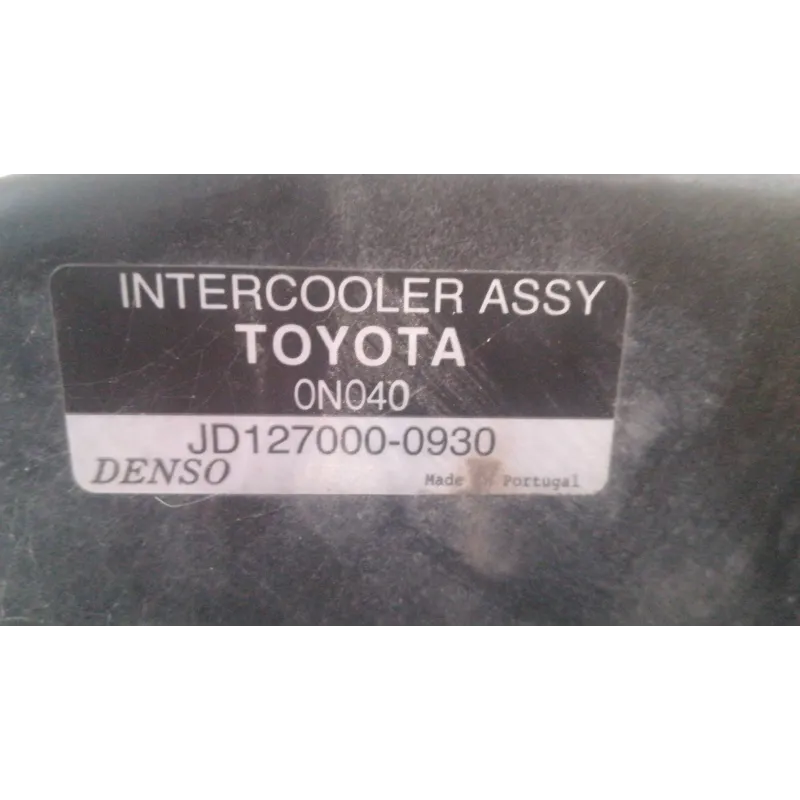 INTERCOOLER ASSY
TOYOTA
0N040
JD127000-0930
DENSO Made Portugal